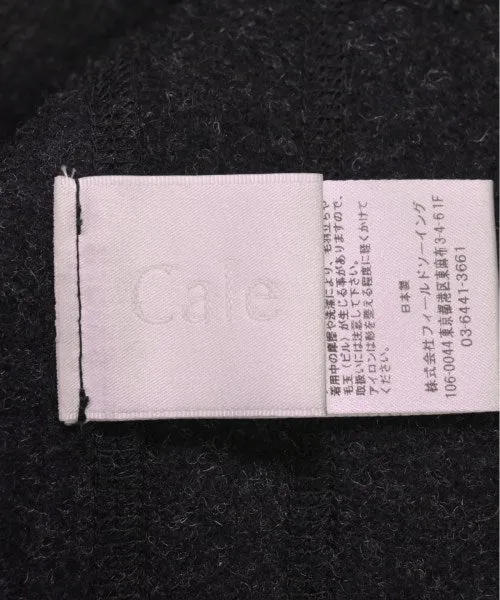 Cale
着用中の摩擦や洗濯により、毛羽立ちや
毛玉(ピル)が生じる事がありますので、
取扱いには注意して下さい。
アイロンは形を整える程度に軽くかけて
ください。
日本製
株式会社フィールドソーイング
106-0044 東京都港区東麻布3-4-6 1F
03-6441-3661